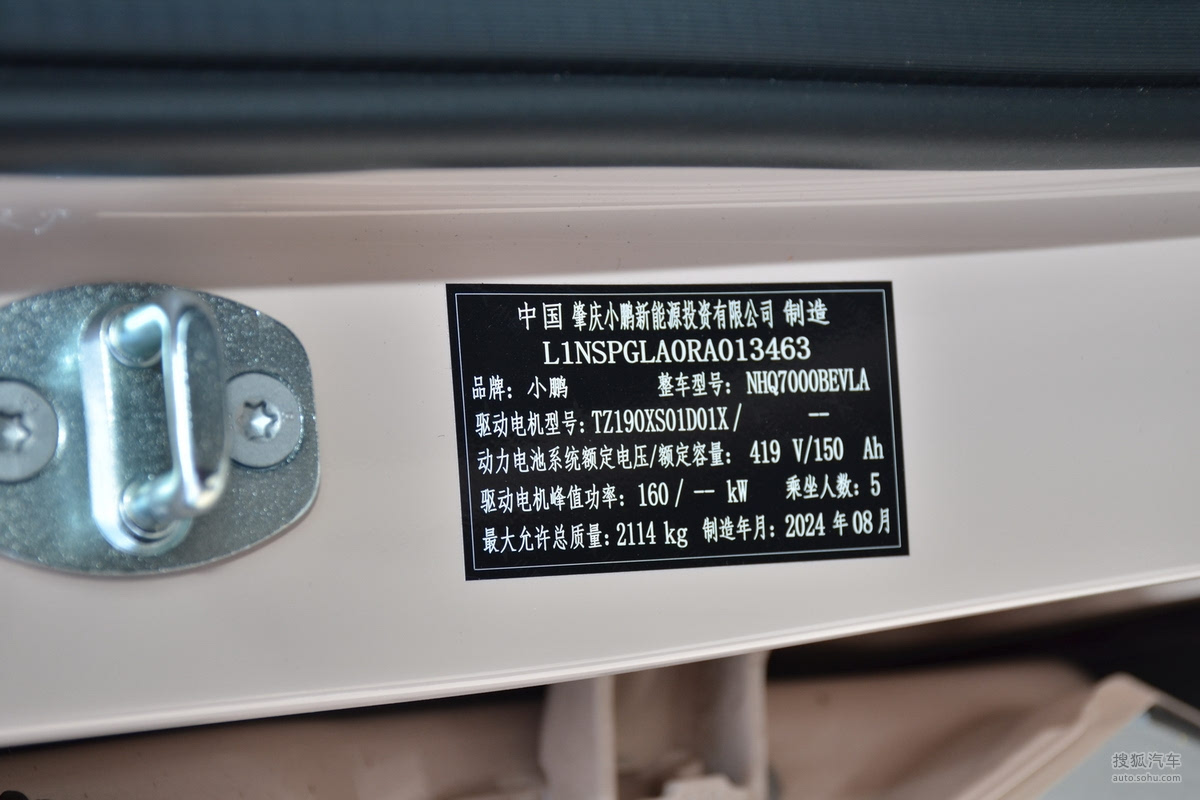 中国 肇庆小鹏新能源投资有限公司 制造
L1NSPGLA0RA013463
品牌: 小鹏 整车型号: NHQ7000BEVLA
驱动电机型号: TZ190XS01D01X/ --
动力电池系统额定电压/额定容量: 419 V/150 Ah
驱动电机峰值功率: 160 / -- kW 乘坐人数: 5
最大允许总质量: 2114 kg 制造年月: 2024 年 08 月
搜狐汽车
auto.sohu.com